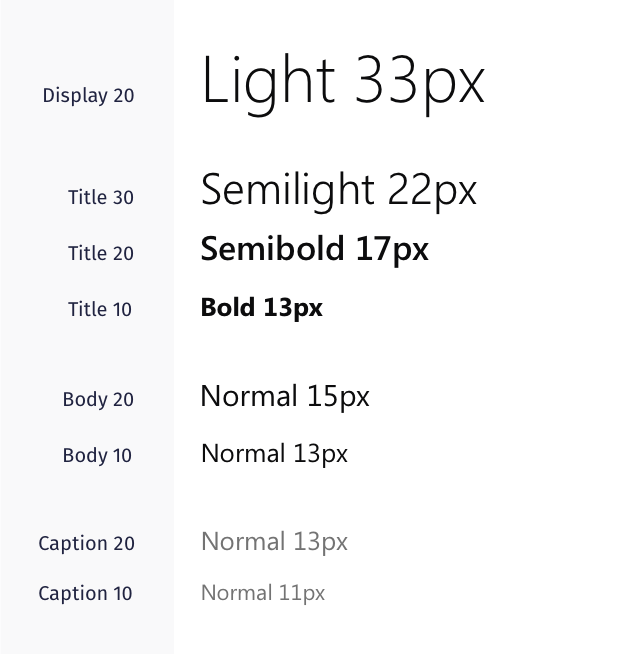 Display 20 Light 33px
Title 30 Semilight 22px
Title 20 Semibold 17px
Title 10 Bold 13px
Body 20 Normal 15px
Body 10 Normal 13px
Caption 20 Normal 13px
Caption 10 Normal 11px